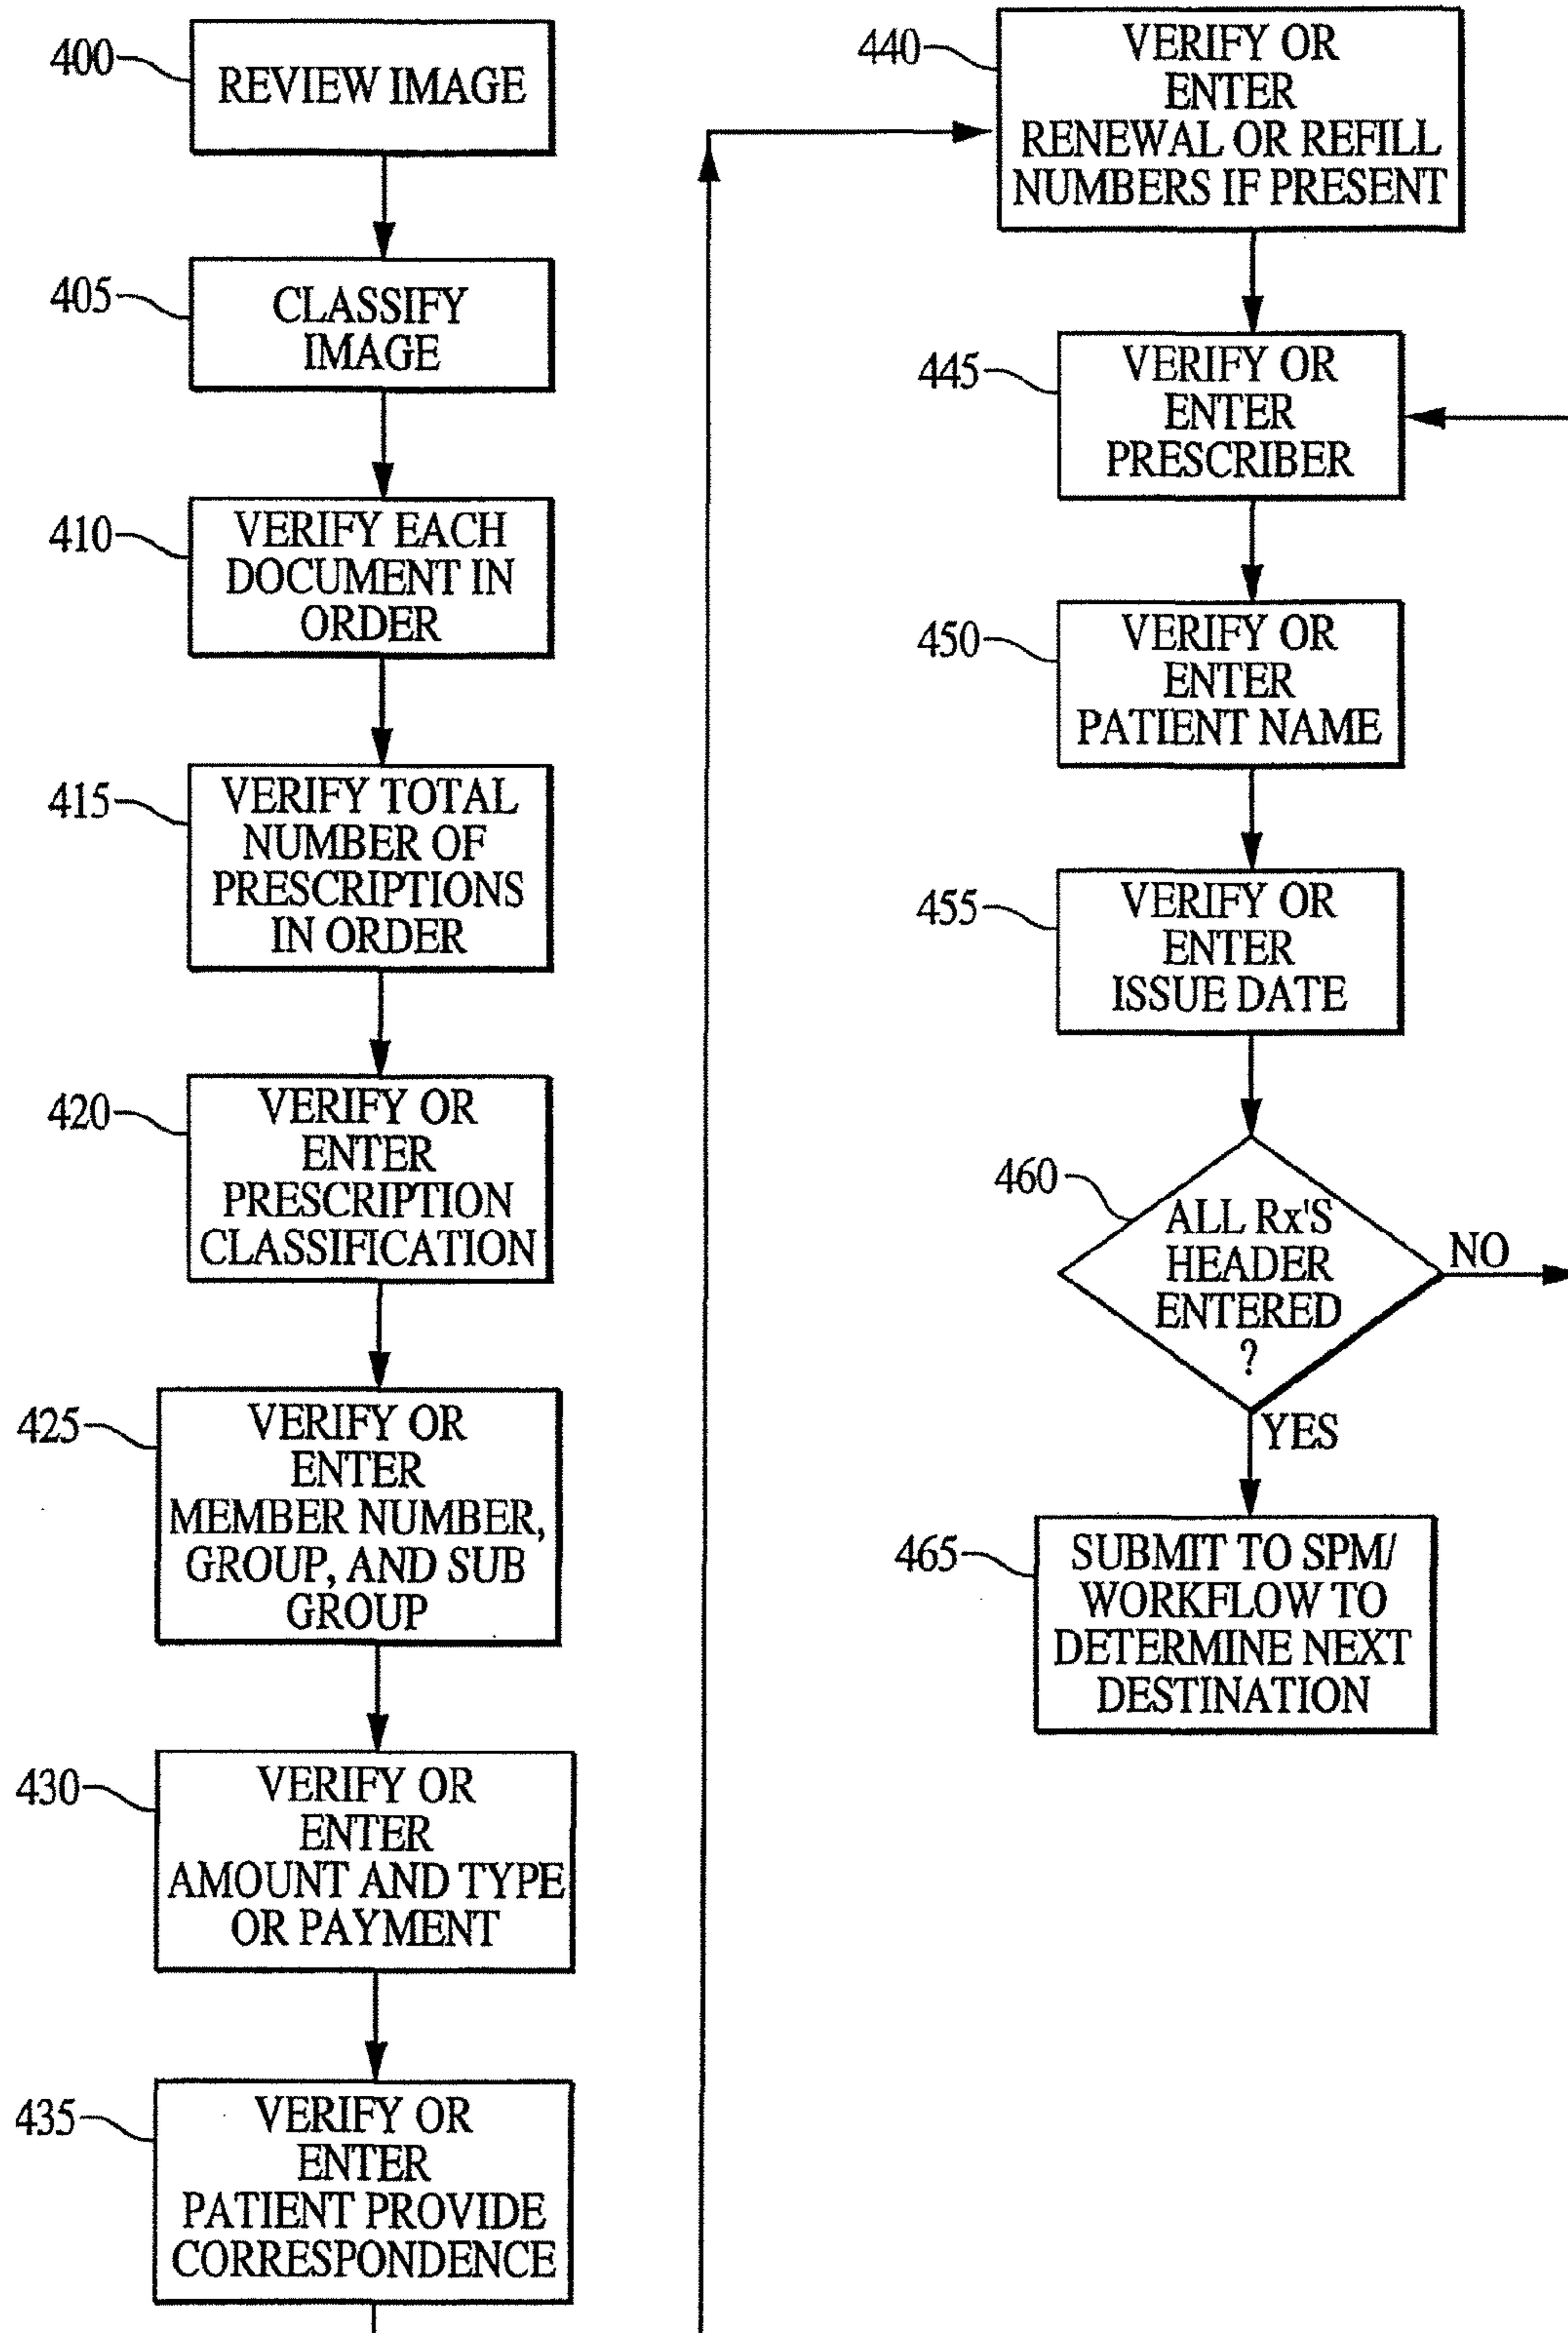 400
REVIEW IMAGE
405
CLASSIFY
IMAGE
410
VERIFY EACH
DOCUMENT IN
ORDER
415
VERIFY TOTAL
NUMBER OF
PRESCRIPTIONS
IN ORDER
420
VERIFY OR
ENTER
PRESCRIPTION
CLASSIFICATION
425
VERIFY OR
ENTER
MEMBER NUMBER,
GROUP, AND SUB
GROUP
430
VERIFY OR
ENTER
AMOUNT AND TYPE
OR PAYMENT
435
VERIFY OR
ENTER
PATIENT PROVIDE
CORRESPONDENCE
440
VERIFY OR
ENTER
RENEWAL OR REFILL
NUMBERS IF PRESENT
445
VERIFY OR
ENTER
PRESCRIBER
450
VERIFY OR
ENTER
PATIENT NAME
455
VERIFY OR
ENTER
ISSUE DATE
460
ALL Rx'S
HEADER
ENTERED
?
NO
YES
465
SUBMIT TO SPM/
WORKFLOW TO
DETERMINE NEXT
DESTINATION